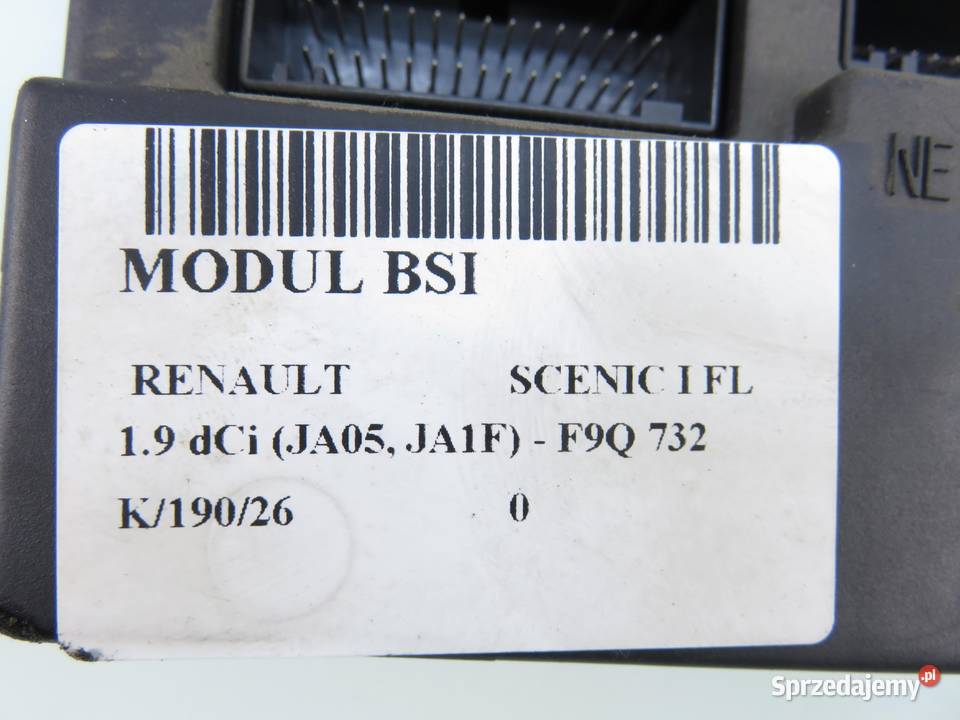 NE
MODUL BSI
RENAULT SCENIC I FL
1.9 dCi (JA05, JA1F) - F9Q 732
K/190/26 0
Sprzedajemy.pl